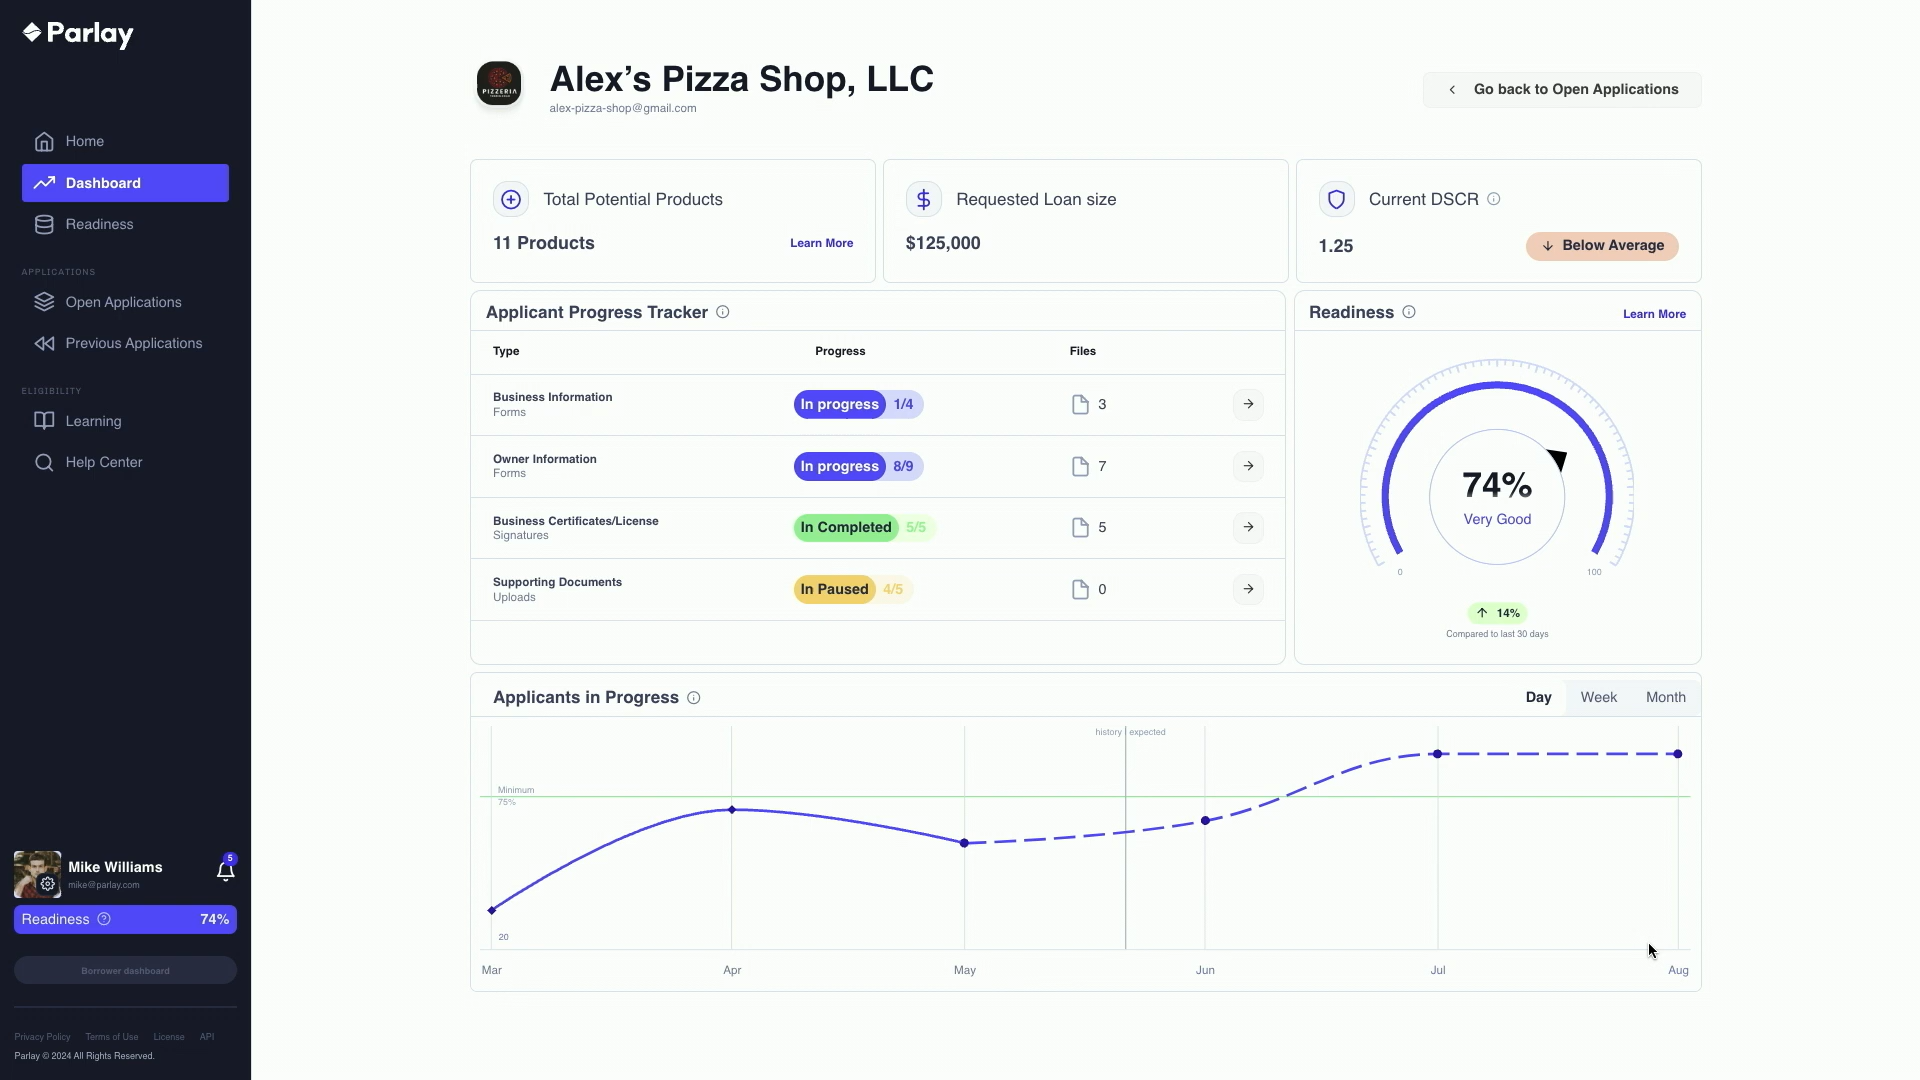 Parlay
Home
Dashboard
Readiness
APPLICATIONS
Open Applications
Previous Applications
ELIGIBILITY
Learning
Help Center
Mike Williams
mike@parlay.com
5
Readiness
74%
Borrower dashboard
Privacy Policy Terms of Use License API
Parlay © 2024 All Rights Reserved.
PIZZERIA
Alex’s Pizza Shop, LLC
alex-pizza-shop@gmail.com
Go back to Open Applications
Total Potential Products
11 Products
Learn More
Requested Loan size
$125,000
Current DSCR
1.25
Below Average
Applicant Progress Tracker
Type Progress Files
Business Information
Forms
In progress 1/4
3
Owner Information
Forms
In progress 8/9
7
Business Certificates/License
Signatures
In Completed 5/5
5
Supporting Documents
Uploads
In Paused 4/5
0
Readiness
Learn More
74%
Very Good
0 100
14%
Compared to last 30 days
Applicants in Progress
Day Week Month
history expected
Minimum
75%
20
Mar Apr May Jun Jul Aug